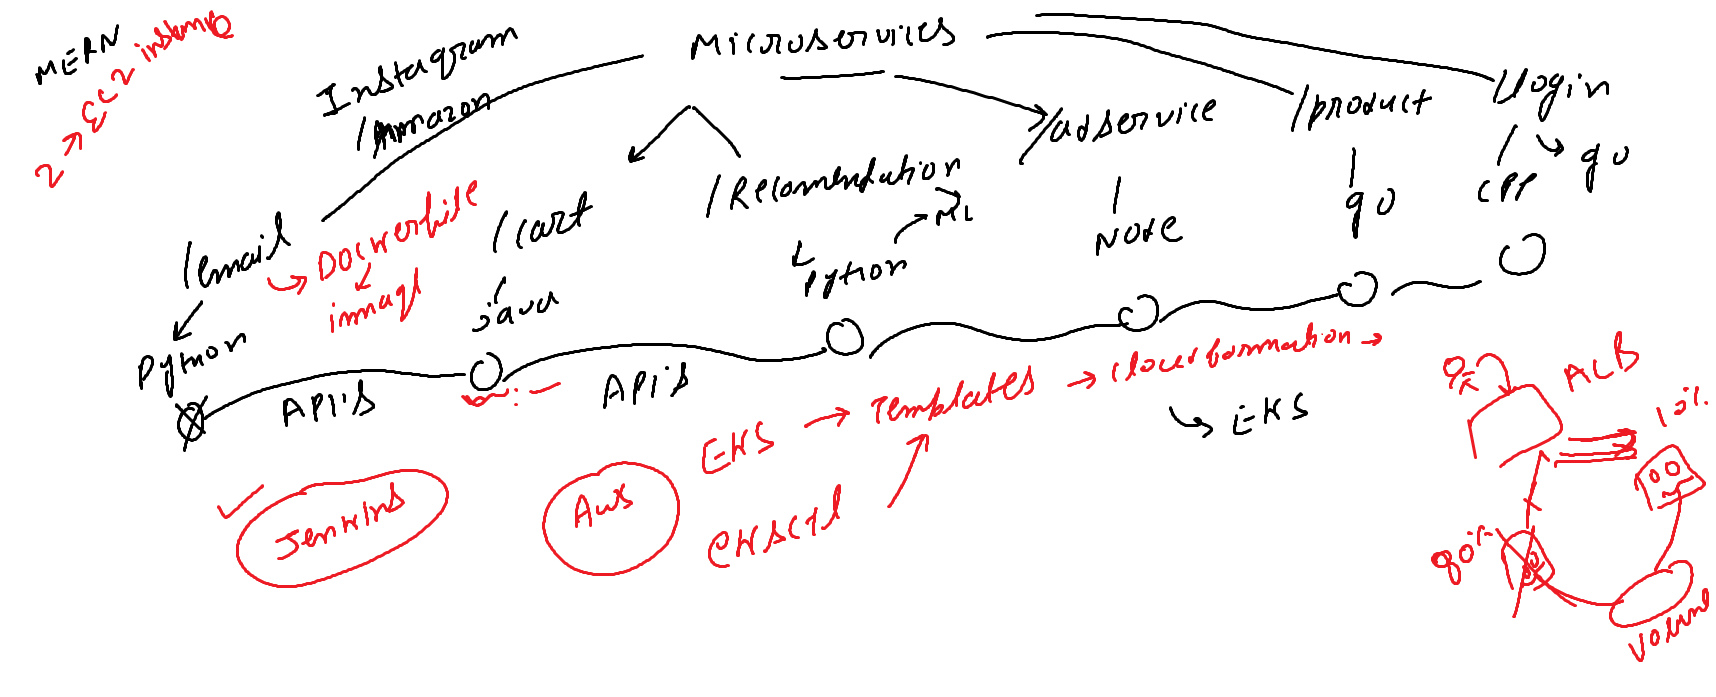 MERN
2 → EC2 instance
Instagram
/Amazon
Microservices
/email
/cart
/Recomendation
/adservice
/product
/login
→ Dockerfile
image
Python
java
Python
ML
Node
go
CPP
go
API's
API's
EKS → Templates → cloudformation →
EKS
eksctl
Jenkins
Aws
ALB
10%
90%
Volume